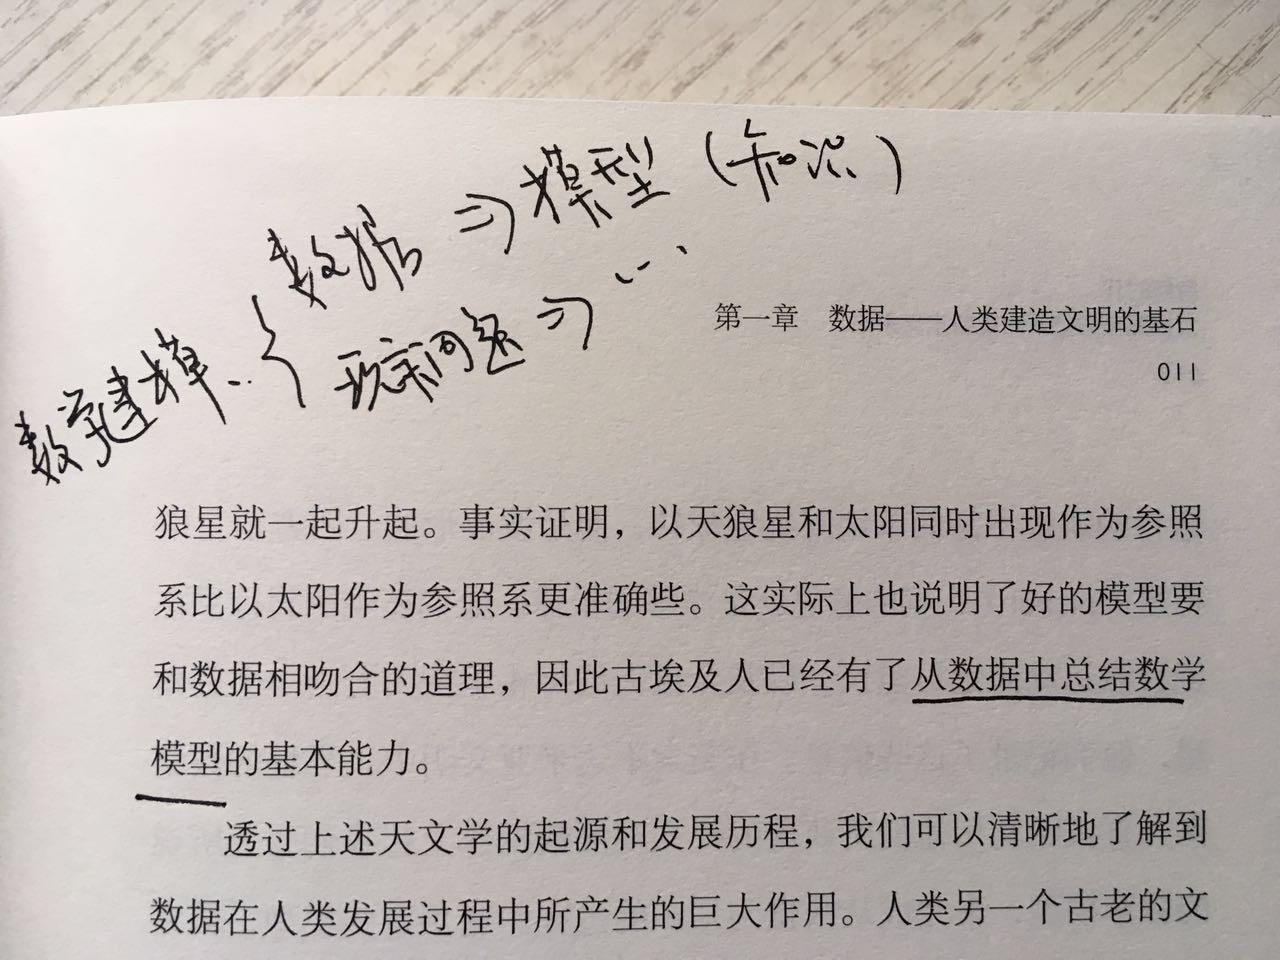 数据 => 模型 (知识)
数学建模.. { 现实问题 => ...
第一章 数据——人类建造文明的基石
011
狼星就一起升起。事实证明，以天狼星和太阳同时出现作为参照
系比以太阳作为参照系更准确些。这实际上也说明了好的模型要
和数据相吻合的道理，因此古埃及人已经有了从数据中总结数学
模型的基本能力。
透过上述天文学的起源和发展历程，我们可以清晰地了解到
数据在人类发展过程中所产生的巨大作用。人类另一个古老的文